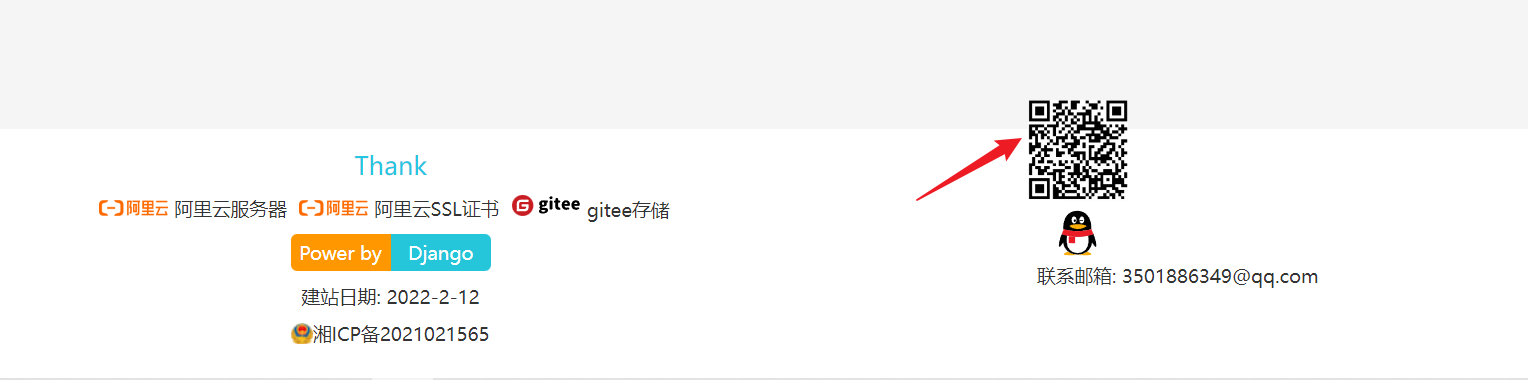 Thank
阿里云 阿里云服务器 阿里云 阿里云SSL证书 gitee gitee存储
Power by Django
建站日期: 2022-2-12
湘ICP备2021021565
联系邮箱: 3501886349@qq.com